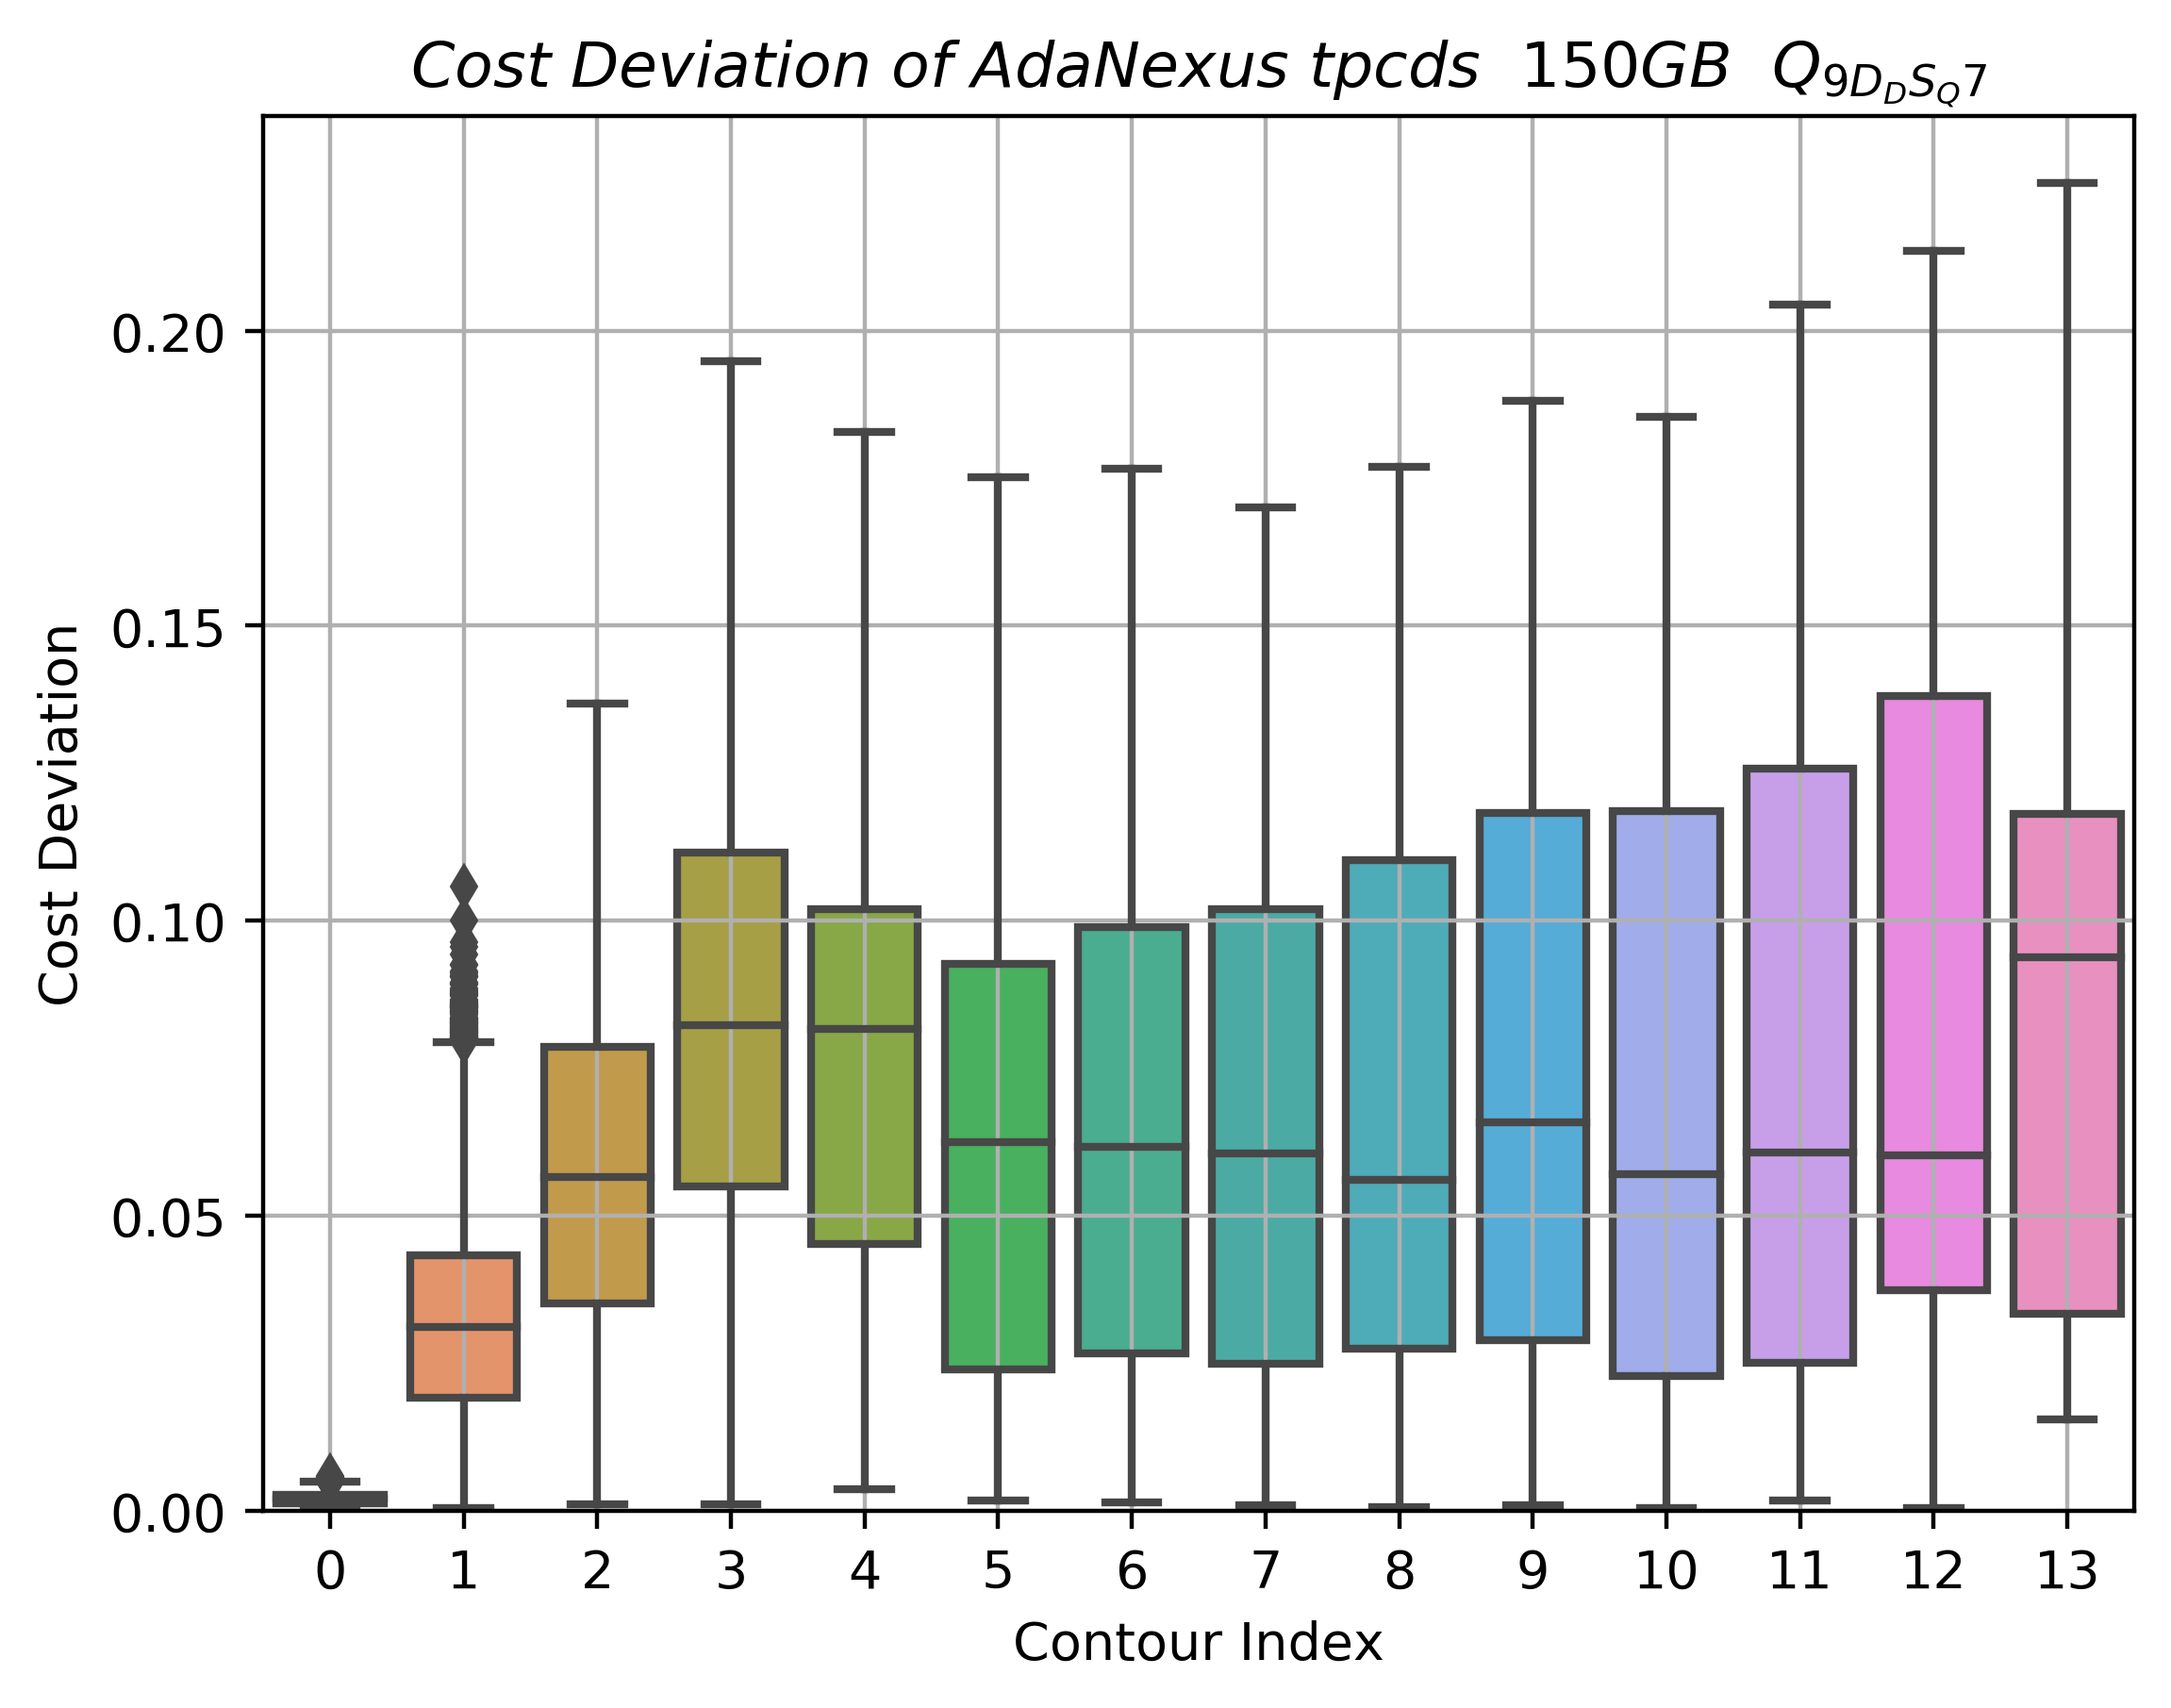 Cost Deviation of AdaNexus tpcds 150GB Q9DDSQ7
0.20
0.15
0.10
0.05
0.00
Cost Deviation
0 1 2 3 4 5 6 7 8 9 10 11 12 13
Contour Index